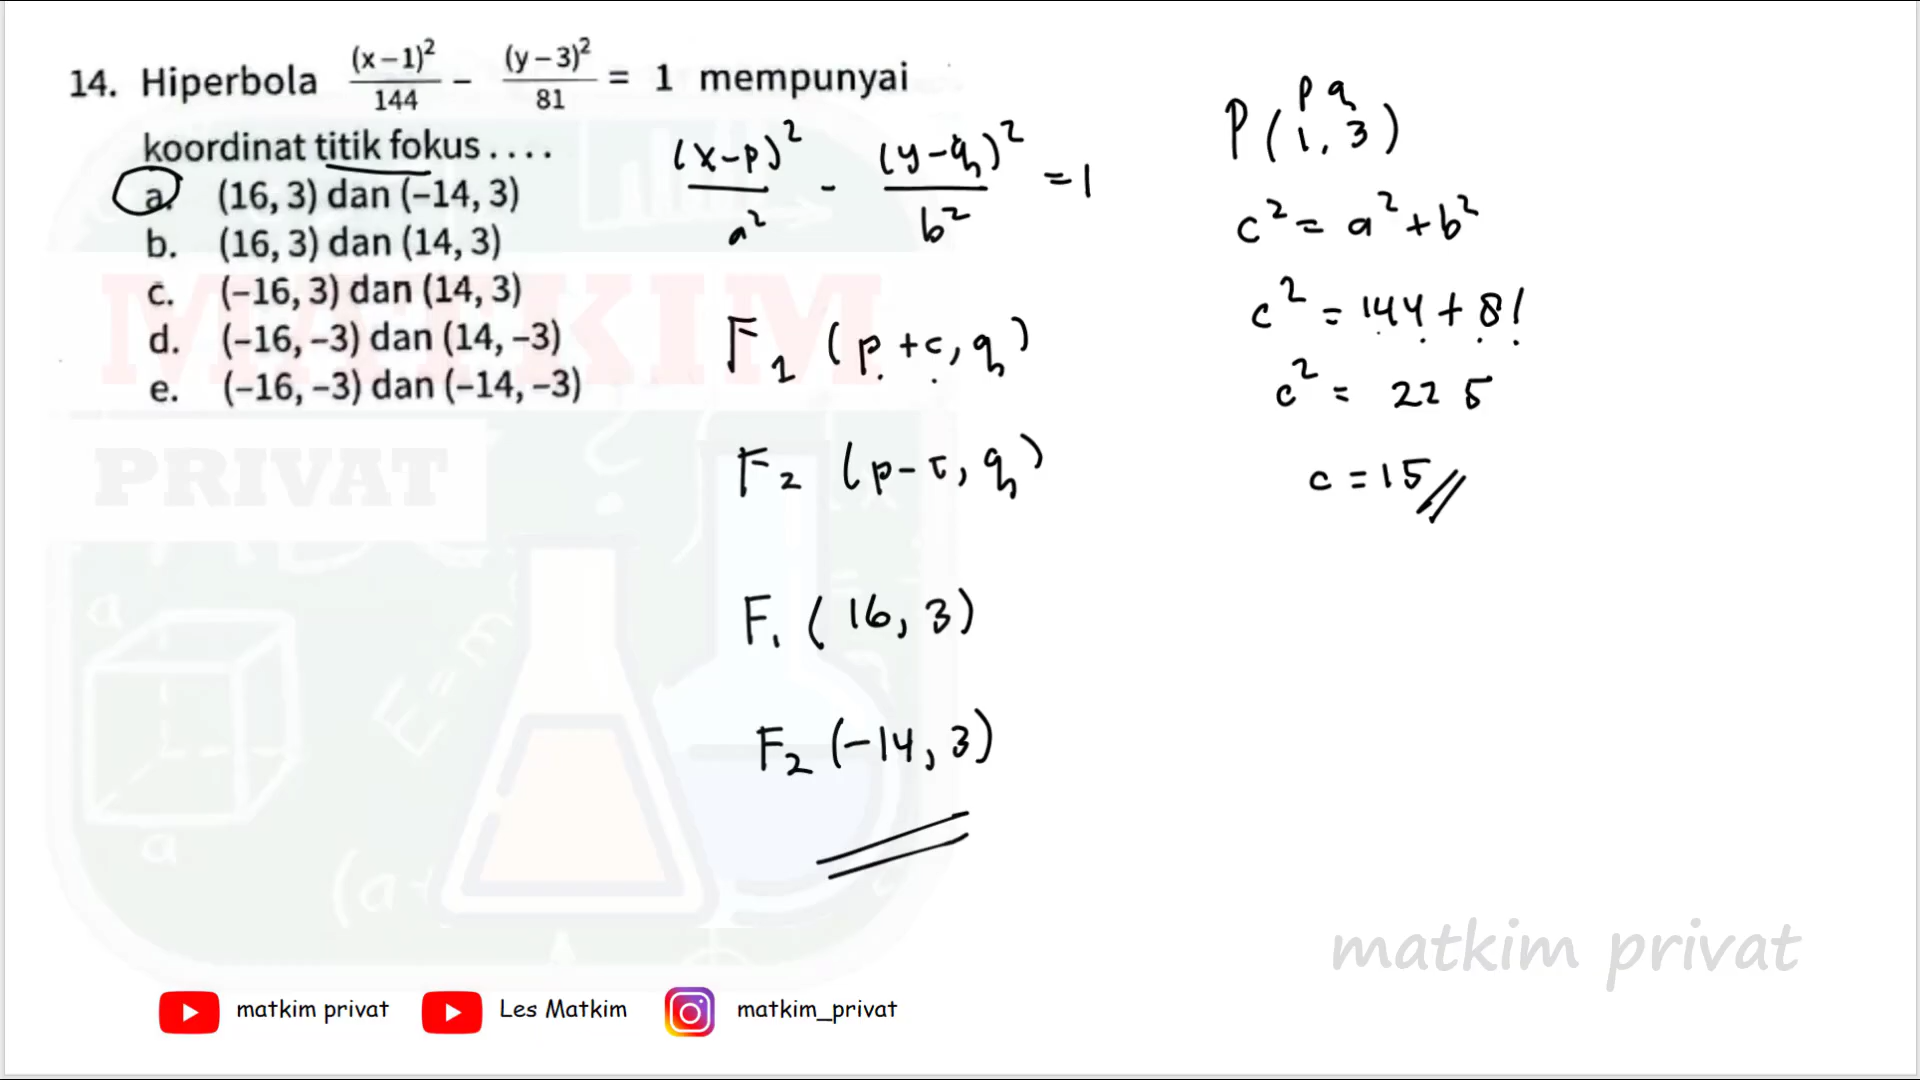 14. Hiperbola (x – 1)²/144 – (y – 3)²/81 = 1 mempunyai
koordinat titik fokus . . . .
a. (16, 3) dan (–14, 3)
b. (16, 3) dan (14, 3)
c. (–16, 3) dan (14, 3)
d. (–16, –3) dan (14, –3)
e. (–16, –3) dan (–14, –3)
(x-p)²/a² - (y-q)²/b² = 1
F1 (p+c, q)
F2 (p-c, q)
F1 (16, 3)
F2 (-14, 3)
p q
P(1, 3)
c² = a² + b²
c² = 144 + 81
c² = 225
c = 15
MATKIM
PRIVAT
a
E=m
a
(a+
matkim privat
matkim privat
Les Matkim
matkim_privat